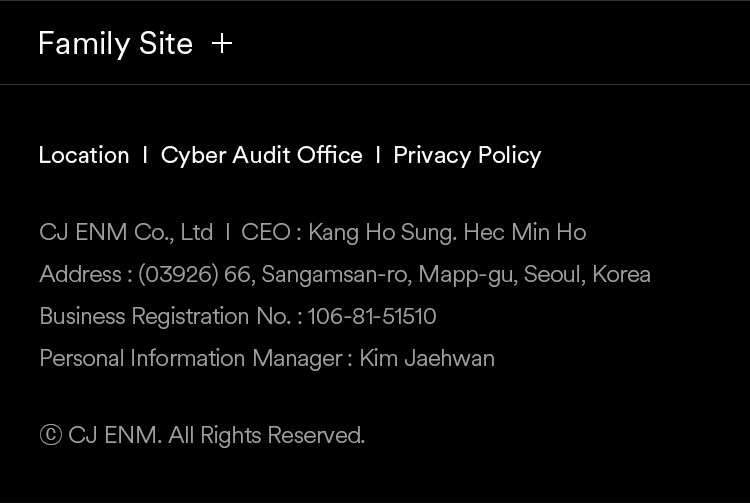 Family Site +
Location I Cyber Audit Office I Privacy Policy
CJ ENM Co., Ltd I CEO : Kang Ho Sung. Hec Min Ho
Address : (03926) 66, Sangamsan-ro, Mapp-gu, Seoul, Korea
Business Registration No. : 106-81-51510
Personal Information Manager : Kim Jaehwan
ⓒ CJ ENM. All Rights Reserved.